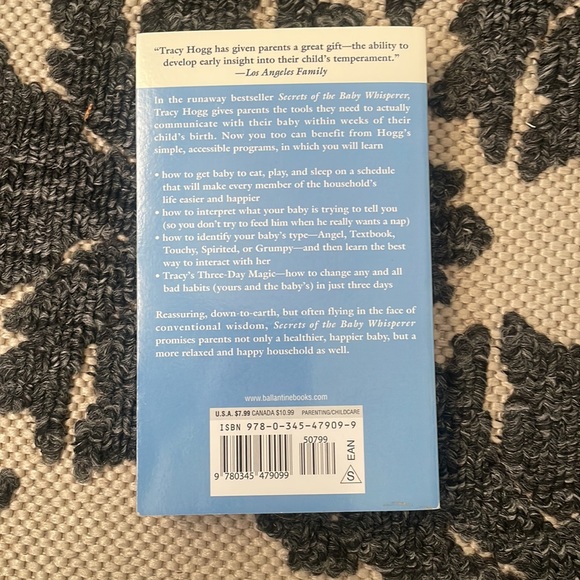 “Tracy Hogg has given parents a great gift—the ability to
develop early insight into their child’s temperament.”
—Los Angeles Family
In the runaway bestseller Secrets of the Baby Whisperer,
Tracy Hogg gives parents the tools they need to actually
communicate with their baby within weeks of their
child’s birth. Now you too can benefit from Hogg’s
simple, accessible programs, in which you will learn
• how to get baby to eat, play, and sleep on a schedule
that will make every member of the household’s
life easier and happier
• how to interpret what your baby is trying to tell you
(so you don’t try to feed him when he really wants a nap)
• how to identify your baby’s type—Angel, Textbook,
Touchy, Spirited, or Grumpy—and then learn the best
way to interact with her
• Tracy’s Three-Day Magic—how to change any and all
bad habits (yours and the baby’s) in just three days
Reassuring, down-to-earth, but often flying in the face of
conventional wisdom, Secrets of the Baby Whisperer
promises parents not only a healthier, happier baby, but
a more relaxed and happy household as well.
www.ballantinebooks.com
U.S.A. $7.99 CANADA $10.99 PARENTING/CHILDCARE
ISBN 978-0-345-47909-9
50799
9 780345 479099
S EAN